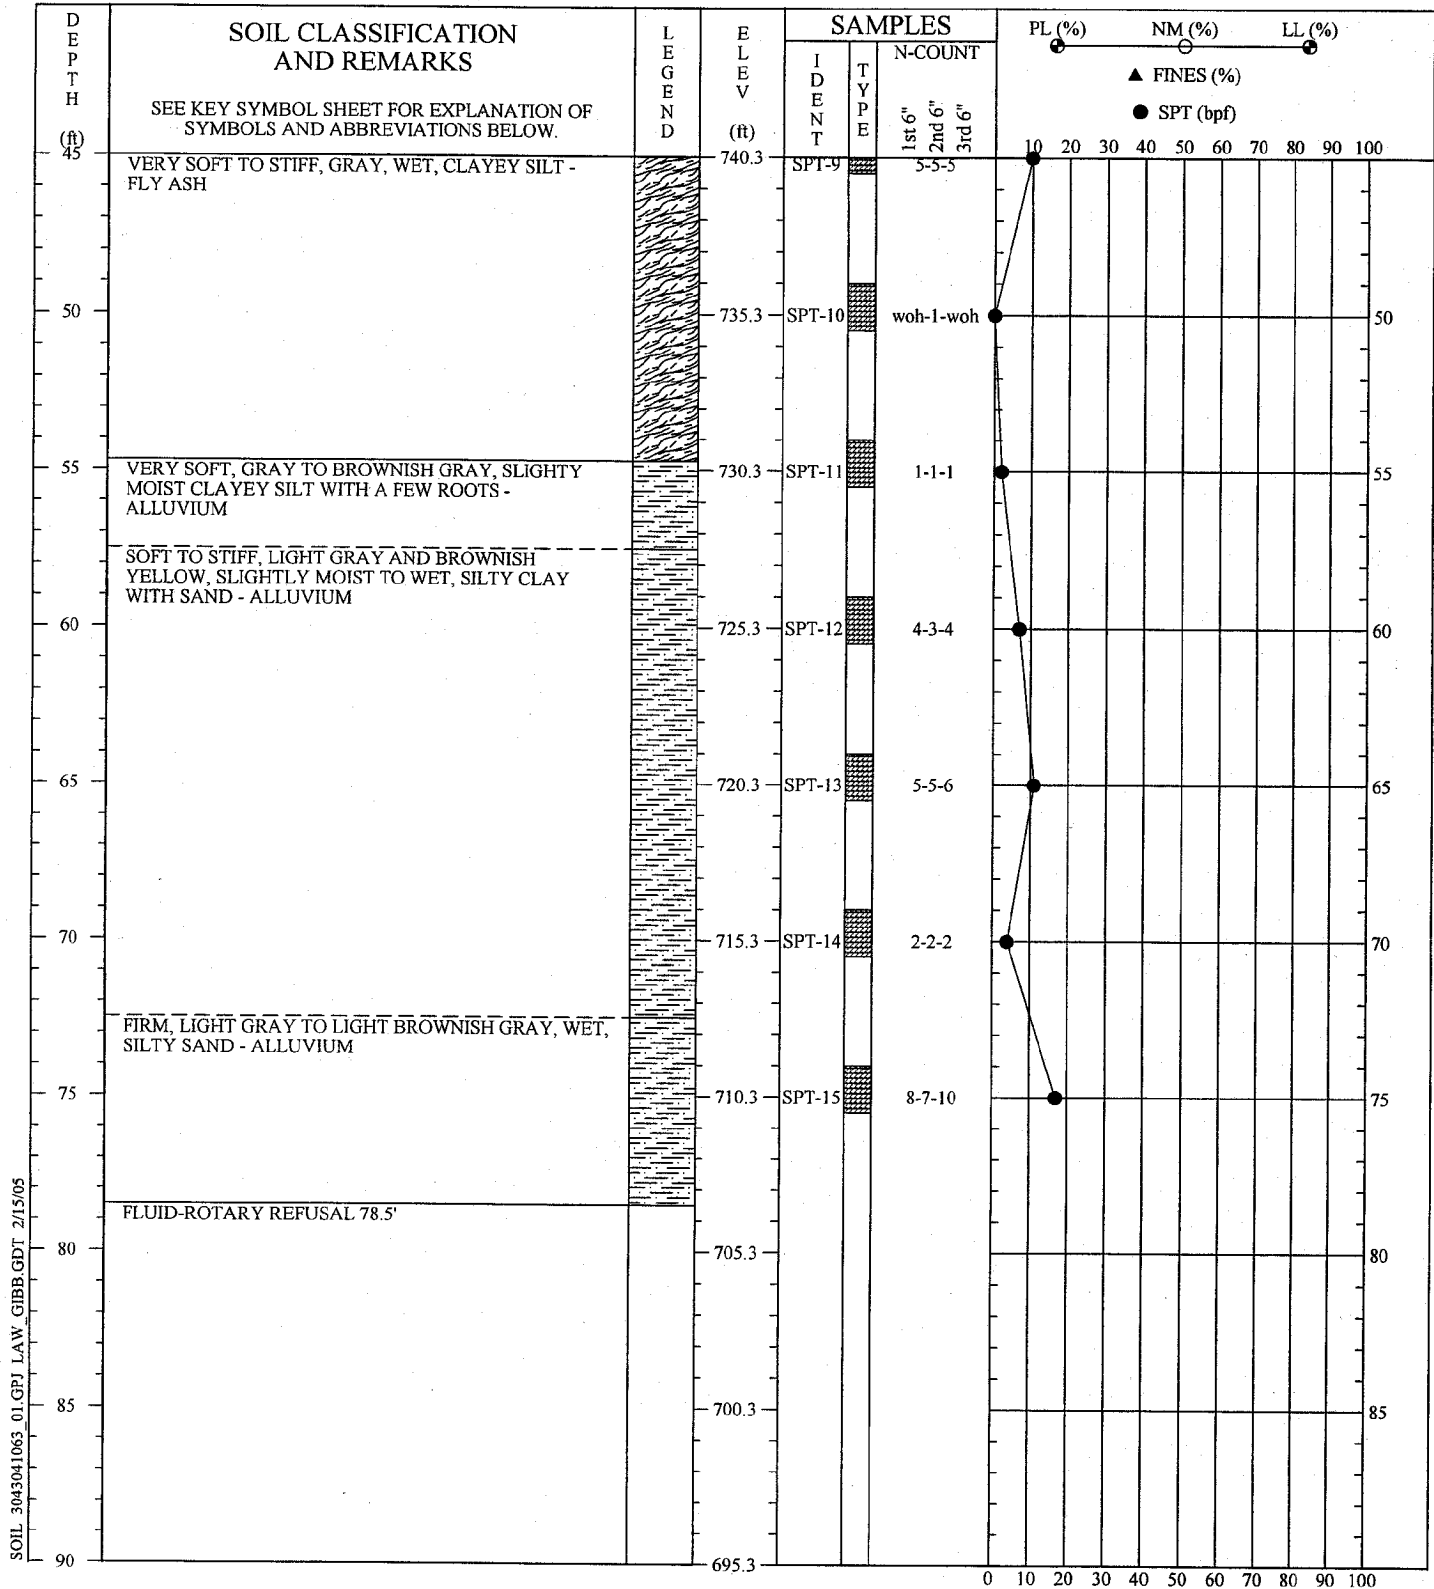 DEPTH (ft)
SOIL CLASSIFICATION
AND REMARKS
SEE KEY SYMBOL SHEET FOR EXPLANATION OF
SYMBOLS AND ABBREVIATIONS BELOW.
LEGEND
ELEV (ft)
SAMPLES
IDENT
TYPE
N-COUNT
1st 6"
2nd 6"
3rd 6"
PL (%) NM (%) LL (%)
▲ FINES (%)
● SPT (bpf)
10 20 30 40 50 60 70 80 90 100
45
VERY SOFT TO STIFF, GRAY, WET, CLAYEY SILT -
FLY ASH
740.3 SPT-9 5-5-5
50 735.3 SPT-10 woh-1-woh 50
VERY SOFT, GRAY TO BROWNISH GRAY, SLIGHTY
MOIST CLAYEY SILT WITH A FEW ROOTS -
ALLUVIUM
55 730.3 SPT-11 1-1-1 55
SOFT TO STIFF, LIGHT GRAY AND BROWNISH
YELLOW, SLIGHTLY MOIST TO WET, SILTY CLAY
WITH SAND - ALLUVIUM
60 725.3 SPT-12 4-3-4 60
65 720.3 SPT-13 5-5-6 65
70 715.3 SPT-14 2-2-2 70
FIRM, LIGHT GRAY TO LIGHT BROWNISH GRAY, WET,
SILTY SAND - ALLUVIUM
75 710.3 SPT-15 8-7-10 75
FLUID-ROTARY REFUSAL 78.5'
80 705.3 80
85 700.3 85
90 695.3
0 10 20 30 40 50 60 70 80 90 100
SOIL 3043041063_01.GPJ LAW_GIBB.GDT 2/15/05